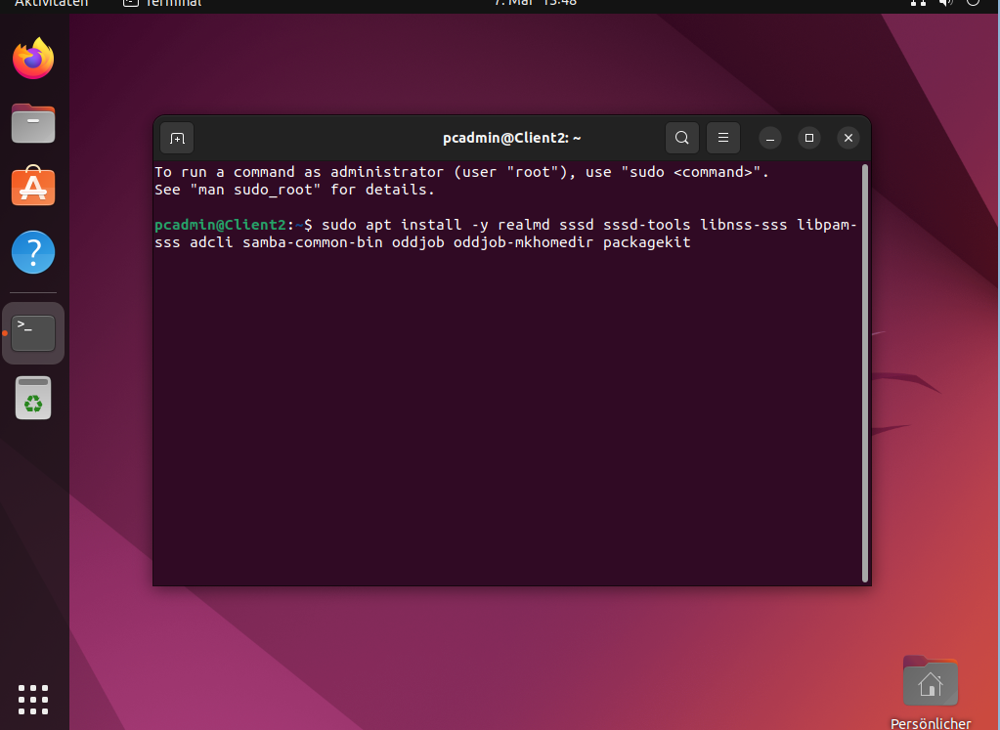 Aktivitäten Terminal 7. Mär 13:48
pcadmin@Client2: ~
To run a command as administrator (user "root"), use "sudo <command>".
See "man sudo_root" for details.
pcadmin@Client2:~$ sudo apt install -y realmd sssd sssd-tools libnss-sss libpam-
sss adcli samba-common-bin oddjob oddjob-mkhomedir packagekit
>_
Persönlicher